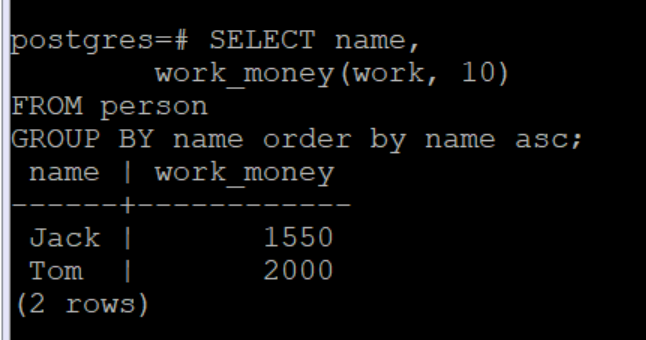 postgres=# SELECT name,
        work_money(work, 10)
FROM person
GROUP BY name order by name asc;
 name | work_money
------+------------
 Jack |       1550
 Tom  |       2000
(2 rows)